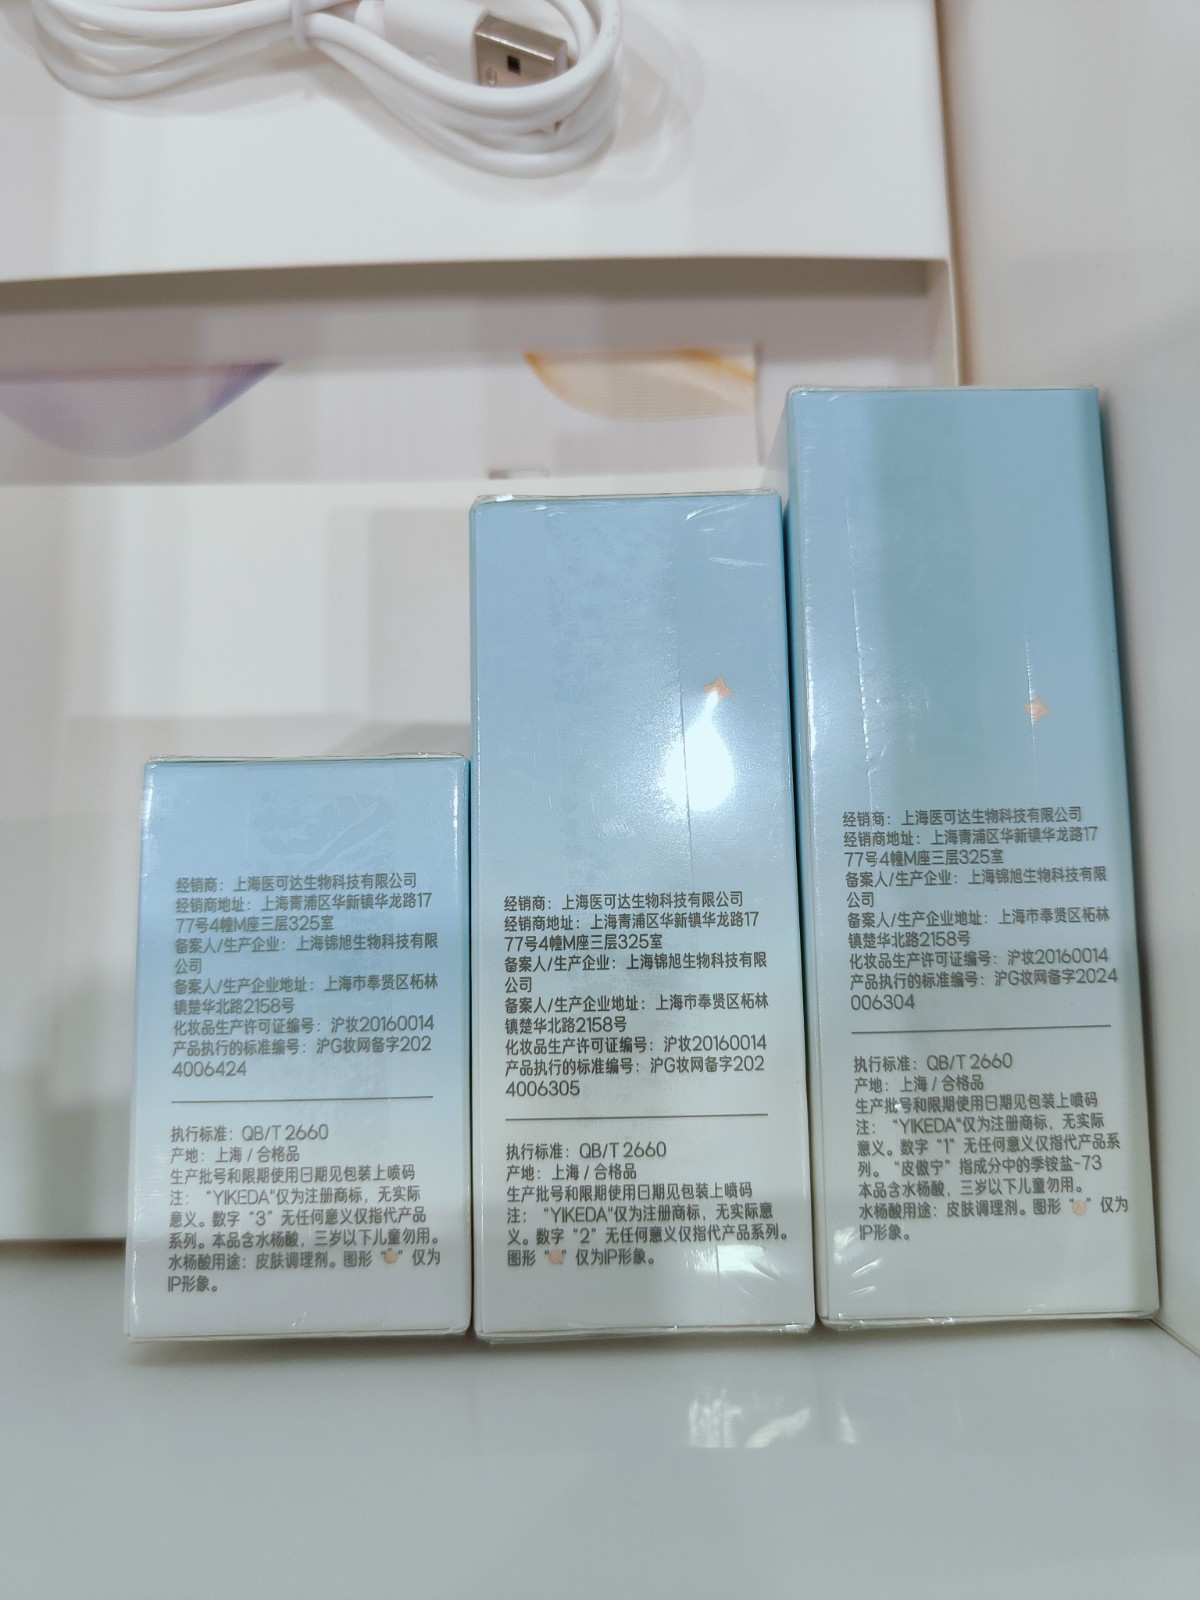 经销商：上海医可达生物科技有限公司
经销商地址：上海青浦区华新镇华龙路17
77号4幢M座三层325室
备案人/生产企业：上海锦旭生物科技有限
公司
备案人/生产企业地址：上海市奉贤区柘林
镇楚华北路2158号
化妆品生产许可证编号：沪妆20160014
产品执行的标准编号：沪G妆网备字202
4006424
执行标准：QB/T 2660
产地：上海 / 合格品
生产批号和限期使用日期见包装上喷码
注：“YIKEDA”仅为注册商标，无实际
意义。数字“3”无任何意义仅指代产品
系列。本品含水杨酸，三岁以下儿童勿用。
水杨酸用途：皮肤调理剂。图形“”仅为
IP形象。
经销商：上海医可达生物科技有限公司
经销商地址：上海青浦区华新镇华龙路17
77号4幢M座三层325室
备案人/生产企业：上海锦旭生物科技有限
公司
备案人/生产企业地址：上海市奉贤区柘林
镇楚华北路2158号
化妆品生产许可证编号：沪妆20160014
产品执行的标准编号：沪G妆网备字202
4006305
执行标准：QB/T 2660
产地：上海 / 合格品
生产批号和限期使用日期见包装上喷码
注：“YIKEDA”仅为注册商标，无实际意
义。数字“2”无任何意义仅指代产品系列。
图形“”仅为IP形象。
经销商：上海医可达生物科技有限公司
经销商地址：上海青浦区华新镇华龙路17
77号4幢M座三层325室
备案人/生产企业：上海锦旭生物科技有限
公司
备案人/生产企业地址：上海市奉贤区柘林
镇楚华北路2158号
化妆品生产许可证编号：沪妆20160014
产品执行的标准编号：沪G妆网备字2024
006304
执行标准：QB/T 2660
产地：上海 / 合格品
生产批号和限期使用日期见包装上喷码
注：“YIKEDA”仅为注册商标，无实际
意义。数字“1”无任何意义仅指代产品系
列。“皮傲宁”指成分中的季铵盐-73
本品含水杨酸，三岁以下儿童勿用。
水杨酸用途：皮肤调理剂。图形“”仅为
IP形象。